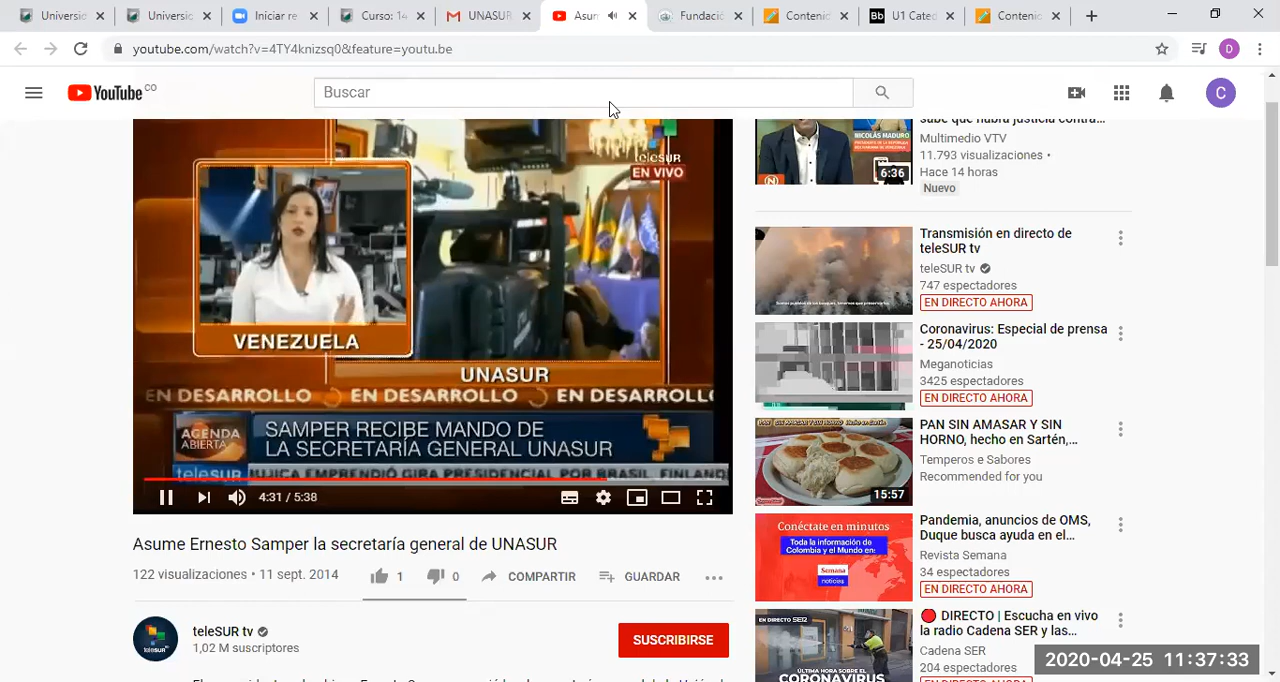 Universid
Universid
Iniciar re
Curso: 14
UNASUR
Asun
Fundació
Contenid
U1 Cated
Contenid
youtube.com/watch?v=4TY4knizsq0&feature=youtu.be
D
YouTube CO
Buscar
C
teleSUR
EN VIVO
VENEZUELA
UNASUR
EN DESARROLLO EN DESARROLLO EN DESARROLLO
AGENDA ABIERTA
SAMPER RECIBE MANDO DE
LA SECRETARÍA GENERAL UNASUR
teleSUR MUJICA EMPRENDIÓ GIRA PRESIDENCIAL POR BRASIL, FINLAND
4:31 / 5:38
Asume Ernesto Samper la secretaría general de UNASUR
122 visualizaciones • 11 sept. 2014
1
0
COMPARTIR
GUARDAR
teleSUR tv
1,02 M suscriptores
SUSCRIBIRSE
NICOLÁS MADURO
6:36
sabe que habrá justicia contra...
Multimedio VTV
11.793 visualizaciones •
Hace 14 horas
Nuevo
Transmisión en directo de
teleSUR tv
teleSUR tv
747 espectadores
EN DIRECTO AHORA
Coronavirus: Especial de prensa
- 25/04/2020
Meganoticias
3425 espectadores
EN DIRECTO AHORA
15:57
PAN SIN AMASAR Y SIN
HORNO, hecho en Sartén,...
Temperos e Sabores
Recommended for you
Conéctate en minutos
Toda la información de
Colombia y el Mundo en:
Semana
noticias
Pandemia, anuncios de OMS,
Duque busca ayuda en el...
Revista Semana
34 espectadores
EN DIRECTO AHORA
EN DIRECTO SER
ÚLTIMA HORA SOBRE EL
CORONAVIRUS
DIRECTO | Escucha en vivo
la radio Cadena SER y las...
Cadena SER
204 espectadores
2020-04-25 11:37:33